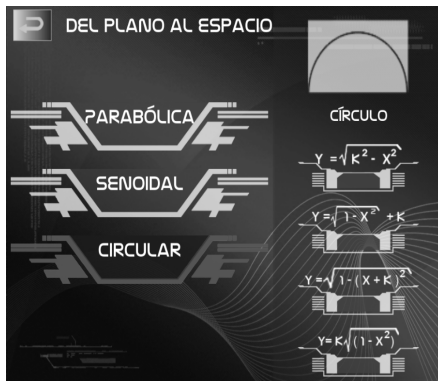 DEL PLANO AL ESPACIO
PARABÓLICA
SENOIDAL
CIRCULAR
CÍRCULO
Y = √K² - X²
Y = √1 - X² + K
Y = √1 - (X + K)²
Y = K√(1 - X²)